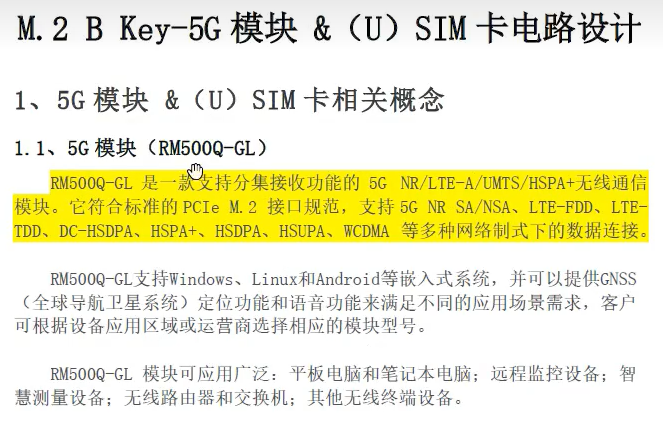 M.2 B Key-5G 模块 &（U）SIM 卡电路设计
1、5G 模块 &（U）SIM 卡相关概念
1.1、5G 模块（RM500Q-GL）
RM500Q-GL 是一款支持分集接收功能的 5G NR/LTE-A/UMTS/HSPA+无线通信
模块。它符合标准的 PCIe M.2 接口规范，支持 5G NR SA/NSA、LTE-FDD、LTE-
TDD、DC-HSDPA、HSPA+、HSDPA、HSUPA、WCDMA 等多种网络制式下的数据连接。
RM500Q-GL支持Windows、Linux和Android等嵌入式系统，并可以提供GNSS
（全球导航卫星系统）定位功能和语音功能来满足不同的应用场景需求，客户
可根据设备应用区域或运营商选择相应的模块型号。
RM500Q-GL 模块可应用广泛：平板电脑和笔记本电脑；远程监控设备；智
慧测量设备；无线路由器和交换机；其他无线终端设备。